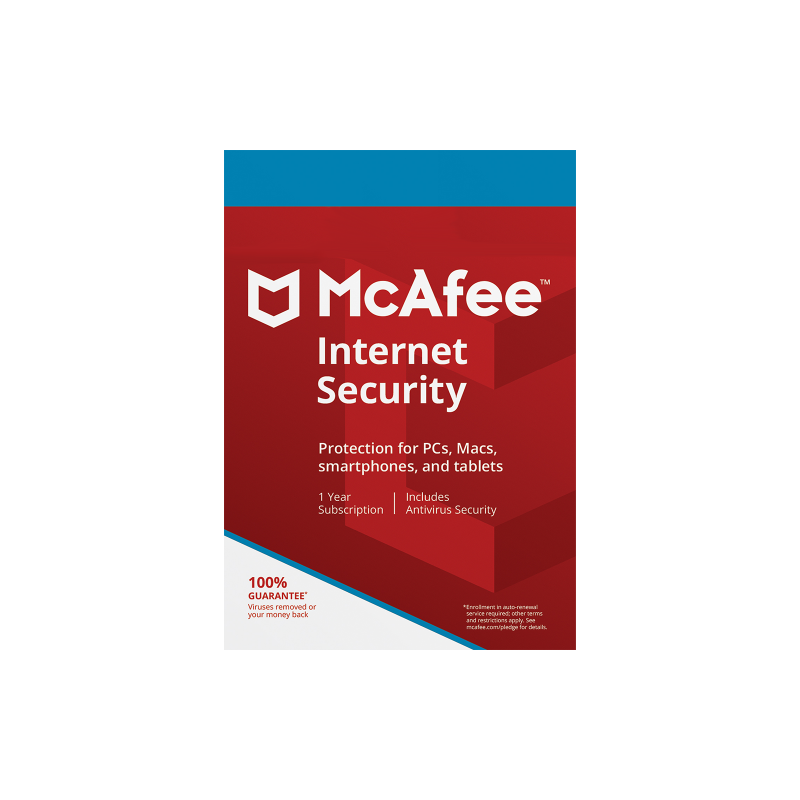 McAfee™
Internet
Security
Protection for PCs, Macs,
smartphones, and tablets
1 Year
Subscription
Includes
Antivirus Security
100%
GUARANTEE*
Viruses removed or
your money back
*Enrollment in auto-renewal
service required; other terms
and restrictions apply. See
mcafee.com/pledge for details.